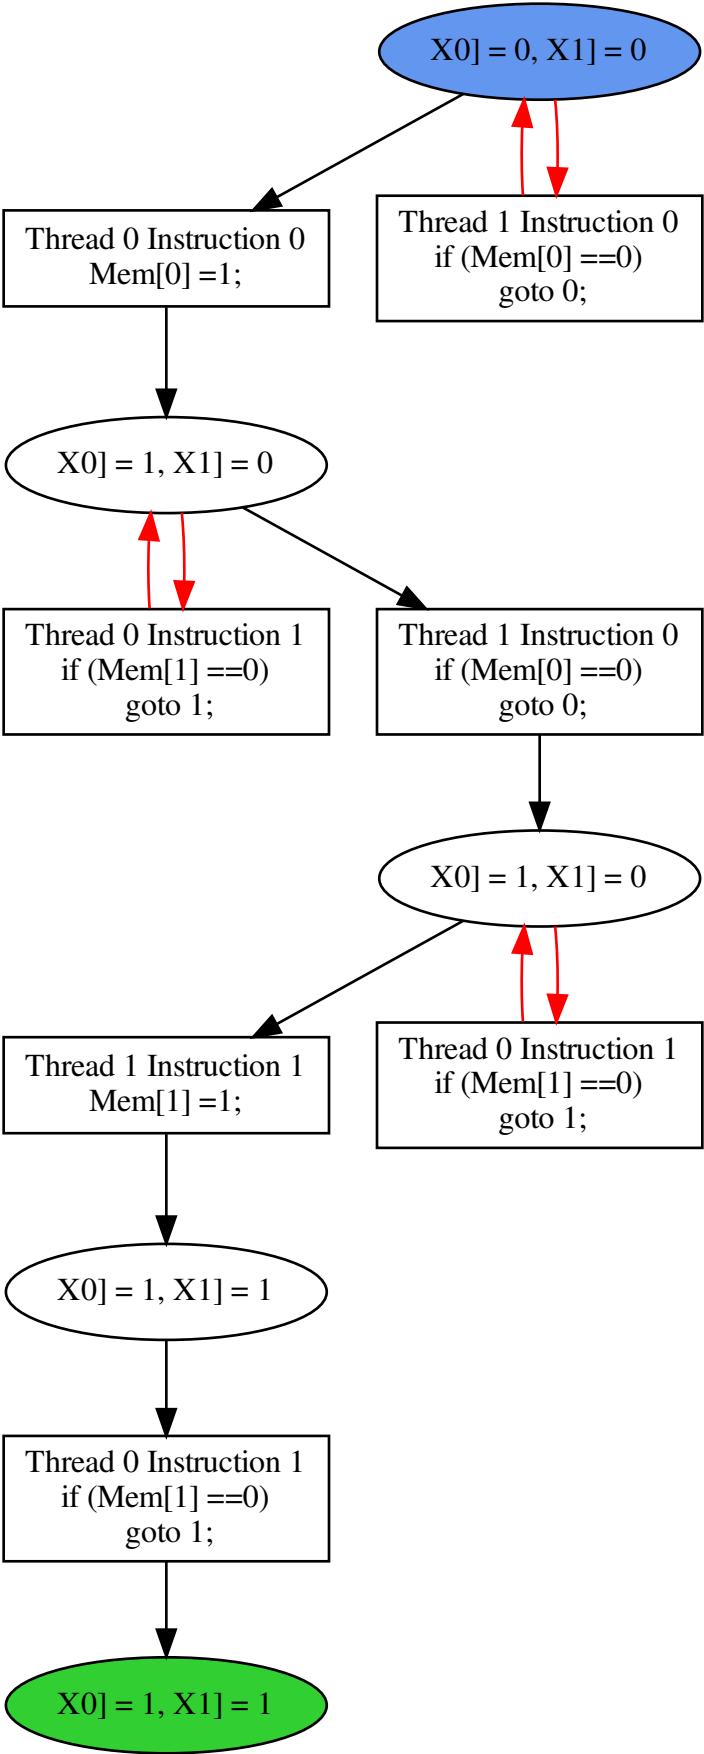 X0] = 0, X1] = 0
Thread 0 Instruction 0
Mem[0] =1;
Thread 1 Instruction 0
if (Mem[0] ==0)
goto 0;
X0] = 1, X1] = 0
Thread 0 Instruction 1
if (Mem[1] ==0)
goto 1;
Thread 1 Instruction 0
if (Mem[0] ==0)
goto 0;
X0] = 1, X1] = 0
Thread 1 Instruction 1
Mem[1] =1;
Thread 0 Instruction 1
if (Mem[1] ==0)
goto 1;
X0] = 1, X1] = 1
Thread 0 Instruction 1
if (Mem[1] ==0)
goto 1;
X0] = 1, X1] = 1